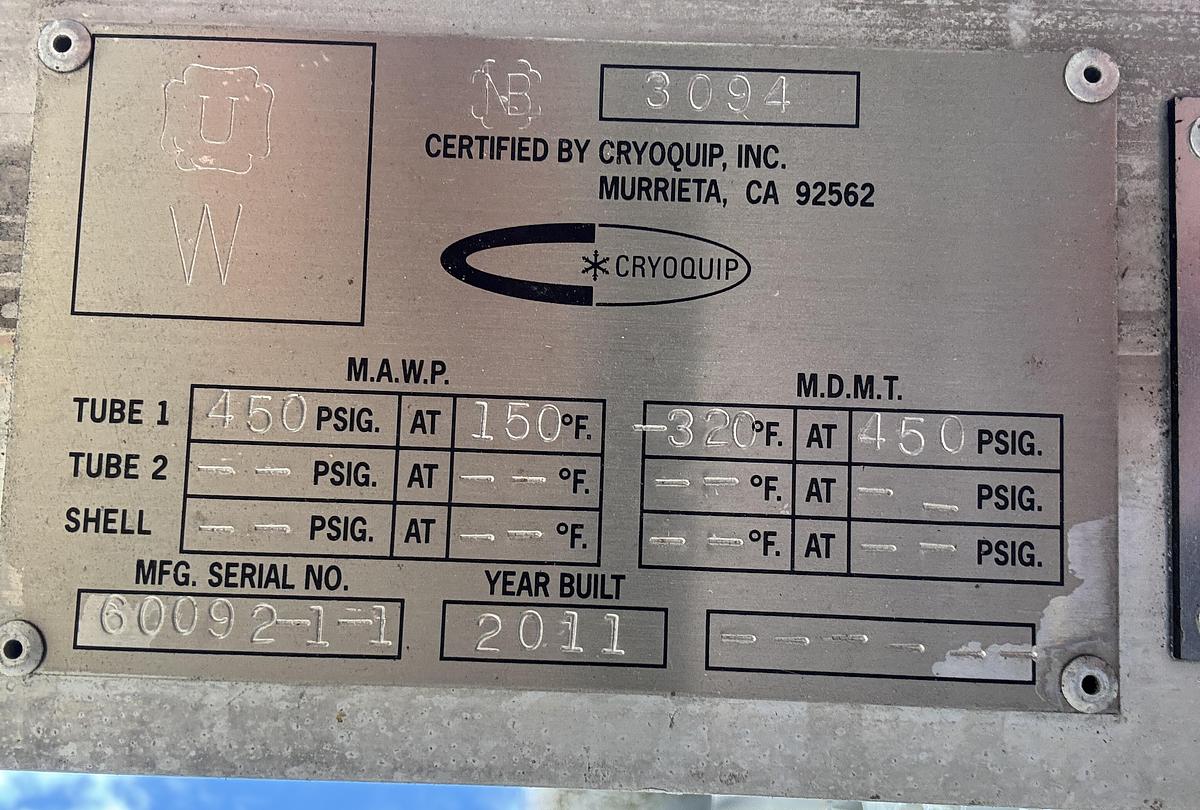 U
W
NB 3094
CERTIFIED BY CRYOQUIP, INC.
MURRIETA, CA 92562
CRYOQUIP
M.A.W.P. M.D.M.T.
TUBE 1 450 PSIG. AT 150 °F. -320 °F. AT 450 PSIG.
TUBE 2 -- PSIG. AT -- °F. -- °F. AT -- PSIG.
SHELL -- PSIG. AT -- °F. -- °F. AT -- PSIG.
MFG. SERIAL NO. YEAR BUILT
60092-1-1 2011 ------